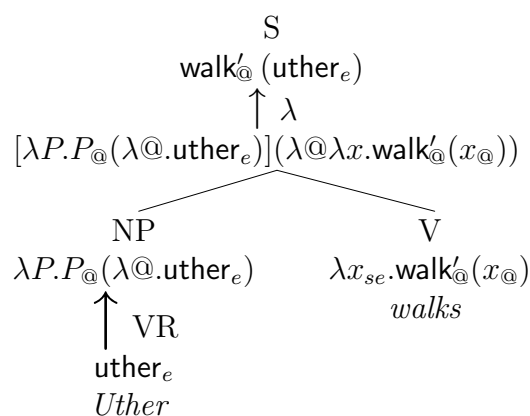 S
walk′@ (uther_e)
λ
[λP.P@(λ@.uther_e)](λ@λx.walk′@(x@))
NP V
λP.P@(λ@.uther_e) λx_se.walk′@(x@)
walks
VR
uther_e
Uther